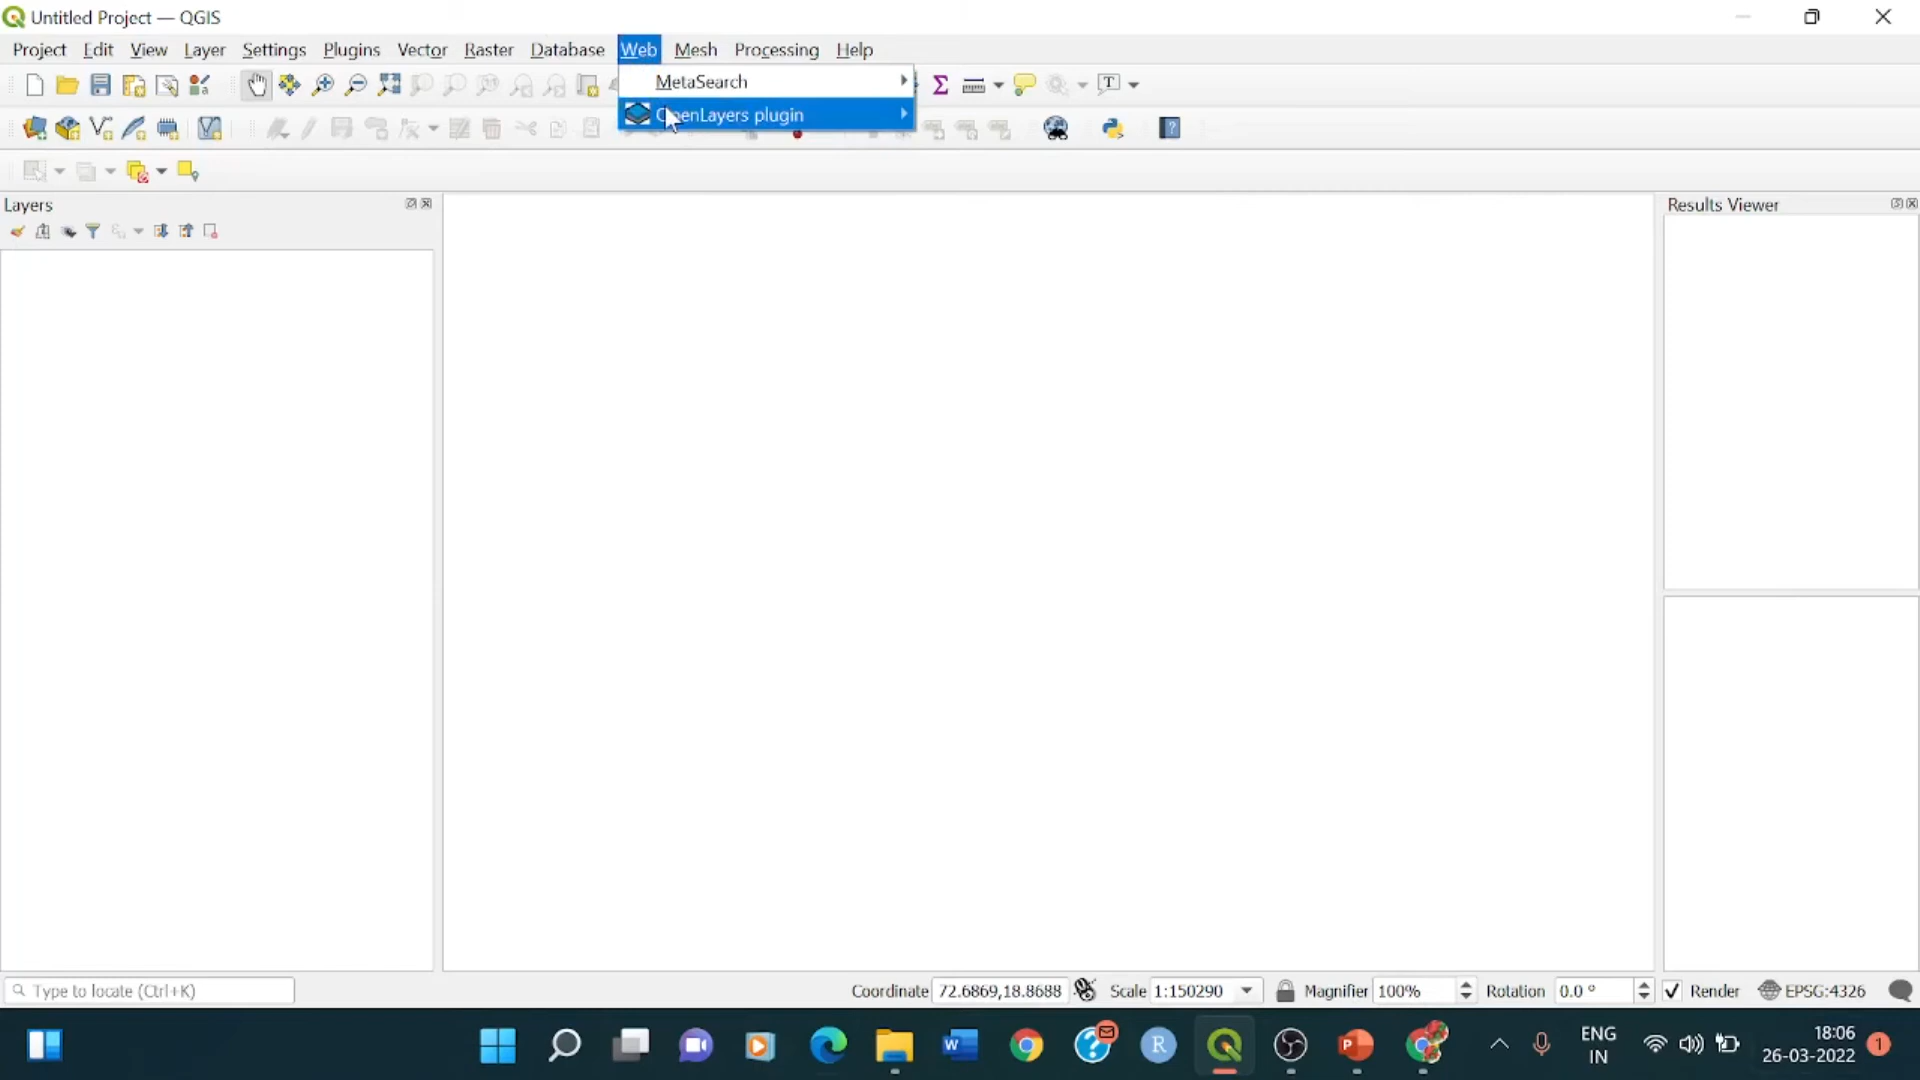 Untitled Project — QGIS
Project Edit View Layer Settings Plugins Vector Raster Database Web Mesh Processing Help
MetaSearch
OpenLayers plugin
Layers
Results Viewer
Type to locate (Ctrl+K)
Coordinate 72.6869,18.8688 Scale 1:150290 Magnifier 100% Rotation 0.0 ° Render EPSG:4326
ENG
IN
18:06
26-03-2022
1